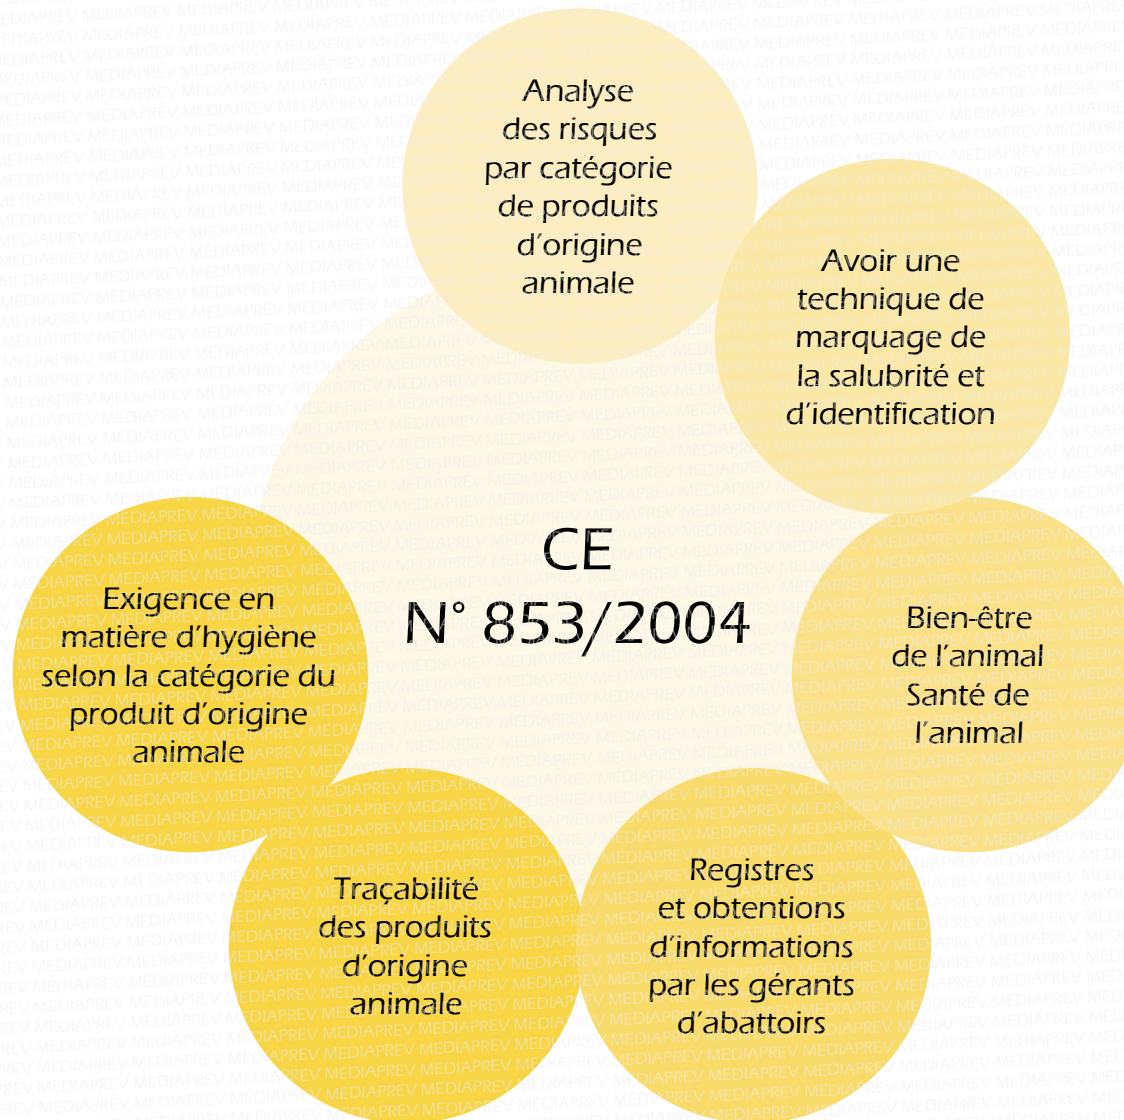 Analyse
des risques
par catégorie
de produits
d'origine
animale
Avoir une
technique de
marquage de
la salubrité et
d'identification
CE
N° 853/2004
Bien-être
de l'animal
Santé de
l'animal
Exigence en
matière d'hygiène
selon la catégorie du
produit d'origine
animale
Registres
et obtentions
d'informations
par les gérants
d'abattoirs
Traçabilité
des produits
d'origine
animale
MEDIAPREV